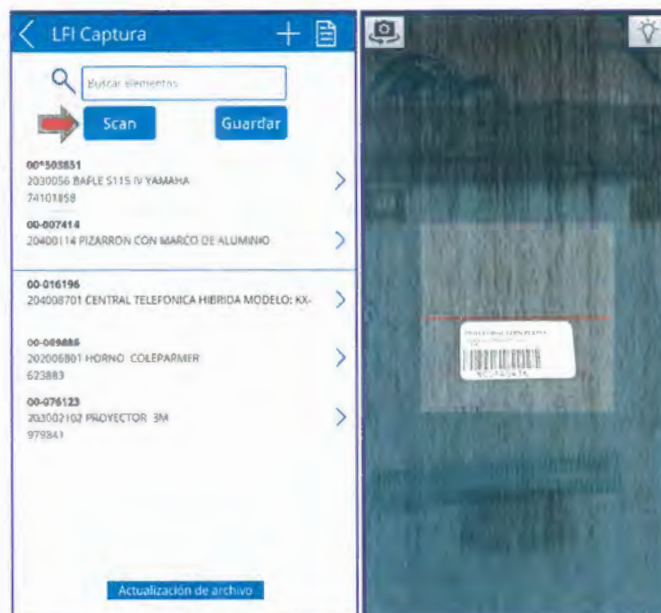 LFI Captura
Buscar elementos
Scan
Guardar
00*503851
2030056 BAFLE S115 IV YAMAHA
74101858
00-007414
20400114 PIZARRON CON MARCO DE ALUMINIO
00-016196
204008701 CENTRAL TELEFONICA HIBRIDA MODELO: KX-
202006801 HORNO COLEPARMER
623883
00-076123
203002102 PROYECTOR 3M
979841
Actualización de archivo